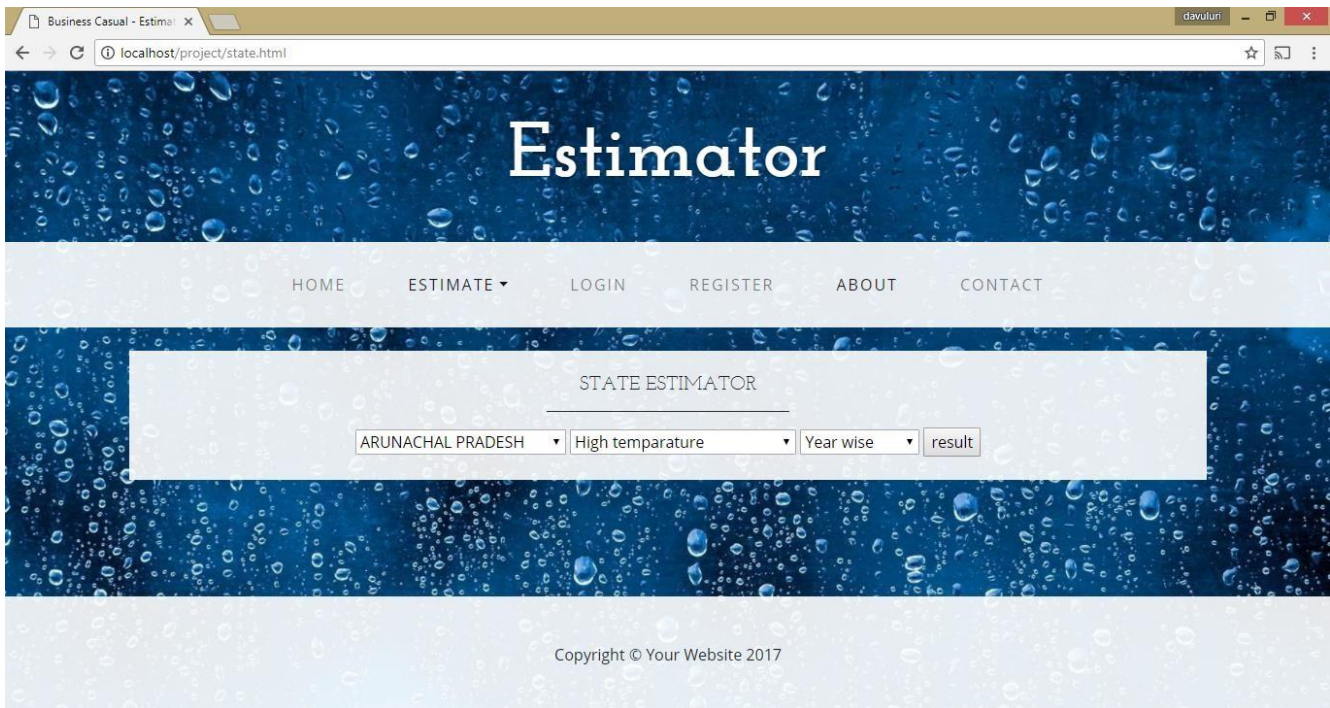 Business Casual - Estimat
davuluri
localhost/project/state.html
Estimator
HOME ESTIMATE LOGIN REGISTER ABOUT CONTACT
STATE ESTIMATOR
ARUNACHAL PRADESH High temparature Year wise result
Copyright © Your Website 2017